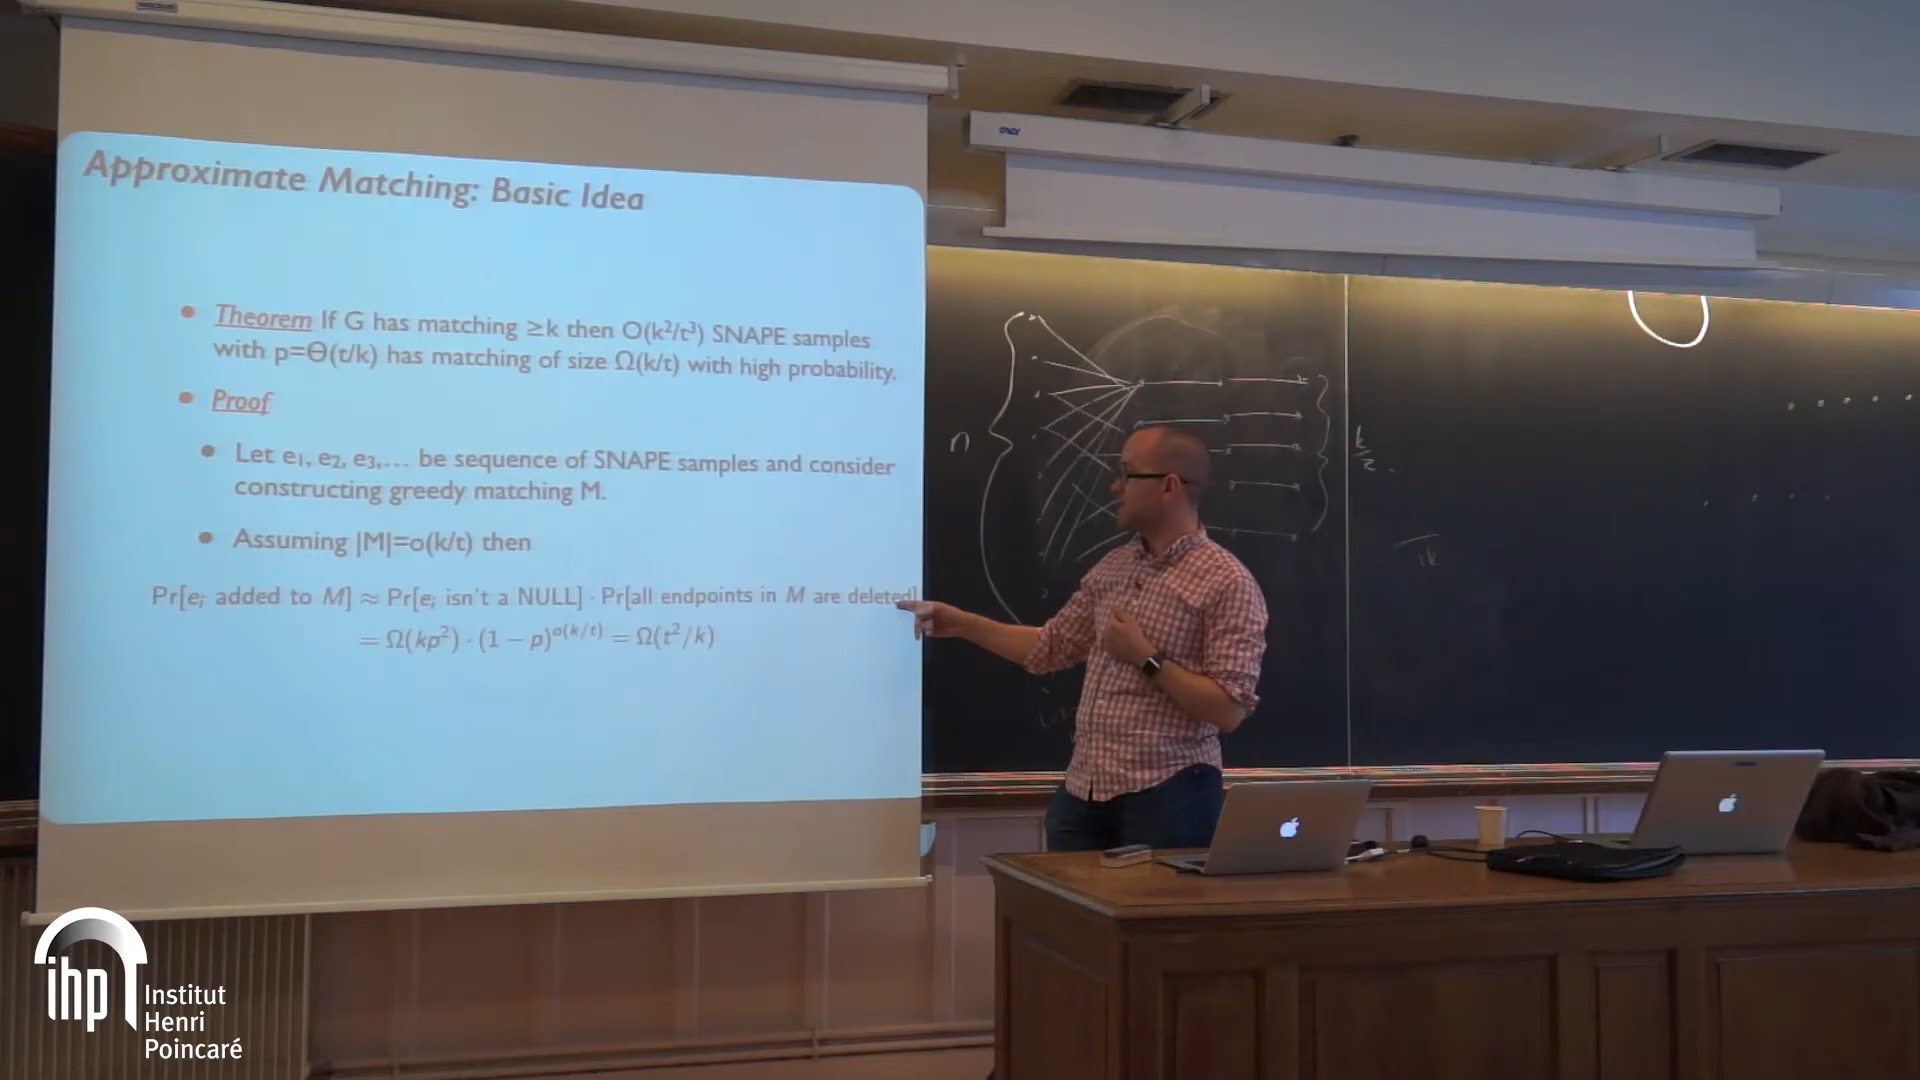 Approximate Matching: Basic Idea
• Theorem If G has matching ≥k then O(k²/t³) SNAPE samples
with p=Θ(t/k) has matching of size Ω(k/t) with high probability.
• Proof
• Let e₁, e₂, e₃,... be sequence of SNAPE samples and consider
constructing greedy matching M.
• Assuming |M|=o(k/t) then
Pr[eᵢ added to M] ≈ Pr[eᵢ isn't a NULL] · Pr[all endpoints in M are deleted]
= Ω(kp²) · (1 − p)^{o(k/t)} = Ω(t²/k)
n
k/2
ihp
Institut
Henri
Poincaré